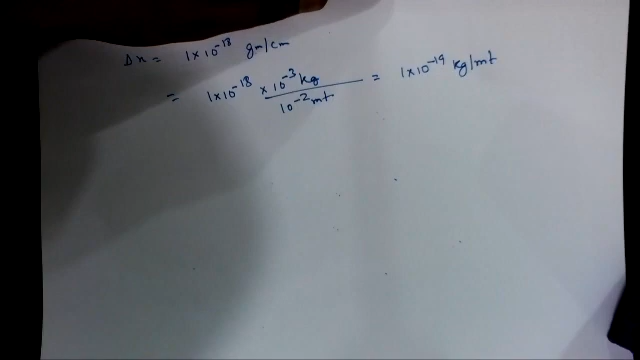 Δx = 1×10⁻¹⁸ gm/cm
= 1×10⁻¹⁸ × 10⁻³ kg / 10⁻² mt = 1×10⁻¹⁹ kg/mt